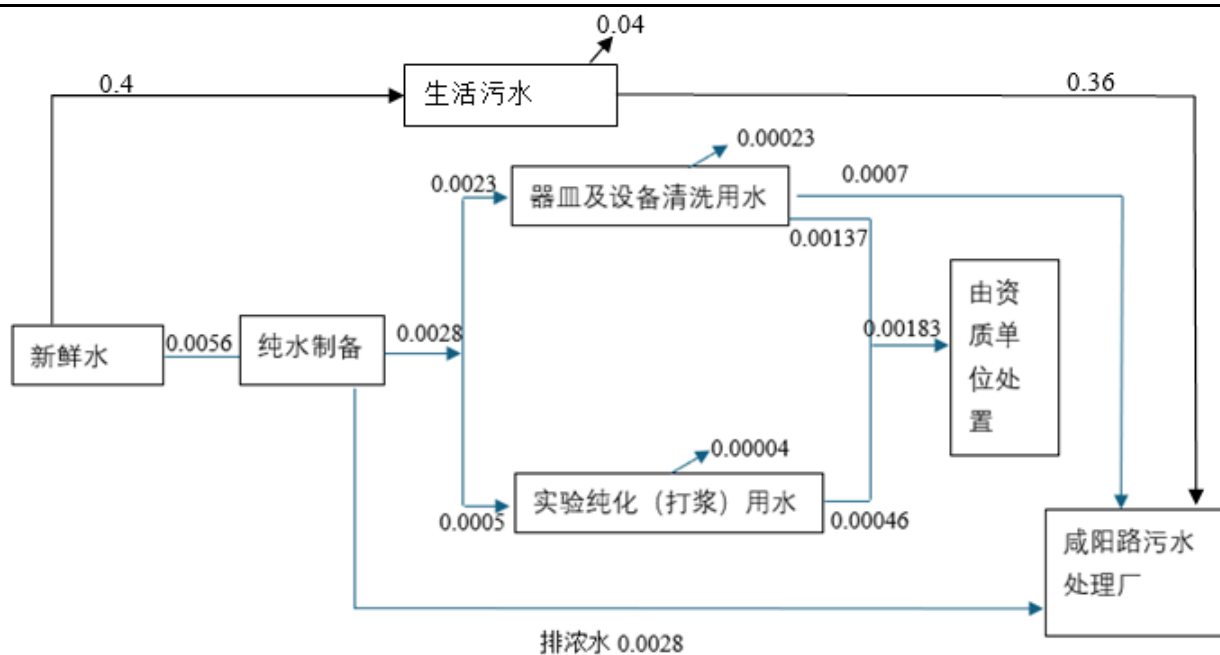 0.04
0.4
生活污水
0.36
0.00023
0.0023
器皿及设备清洗用水
0.0007
0.00137
新鲜水
0.0056
纯水制备
0.0028
0.00183
由资
质单
位处
置
0.00004
0.0005
实验纯化（打浆）用水
0.00046
咸阳路污水
处理厂
排浓水 0.0028